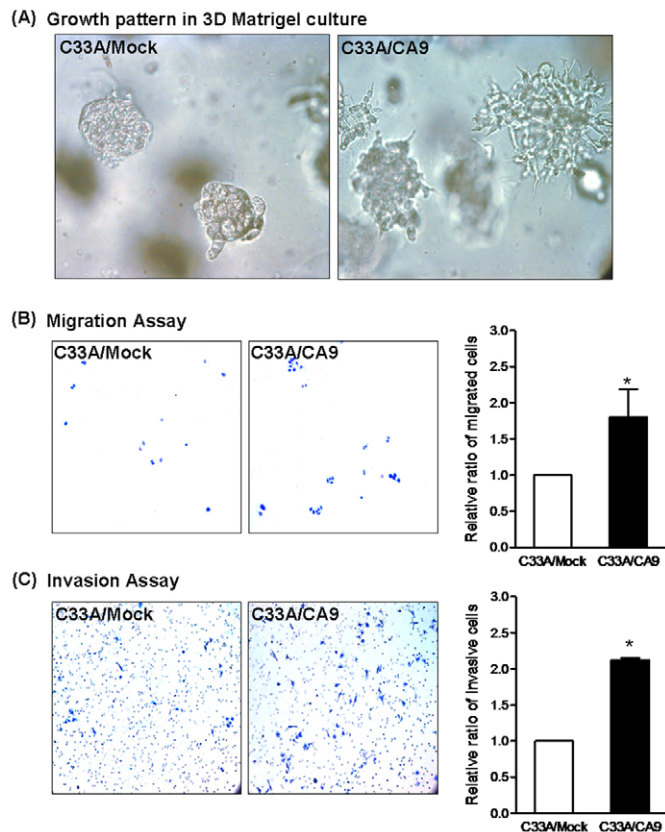 (A) Growth pattern in 3D Matrigel culture
C33A/Mock
C33A/CA9
(B) Migration Assay
C33A/Mock
C33A/CA9
Relative ratio of migrated cells
3.0
2.5
2.0
1.5
1.0
0.5
0.0
*
C33A/Mock
C33A/CA9
(C) Invasion Assay
C33A/Mock
C33A/CA9
Relative ratio of invasive cells
3.0
2.5
2.0
1.5
1.0
0.5
0.0
*
C33A/Mock
C33A/CA9